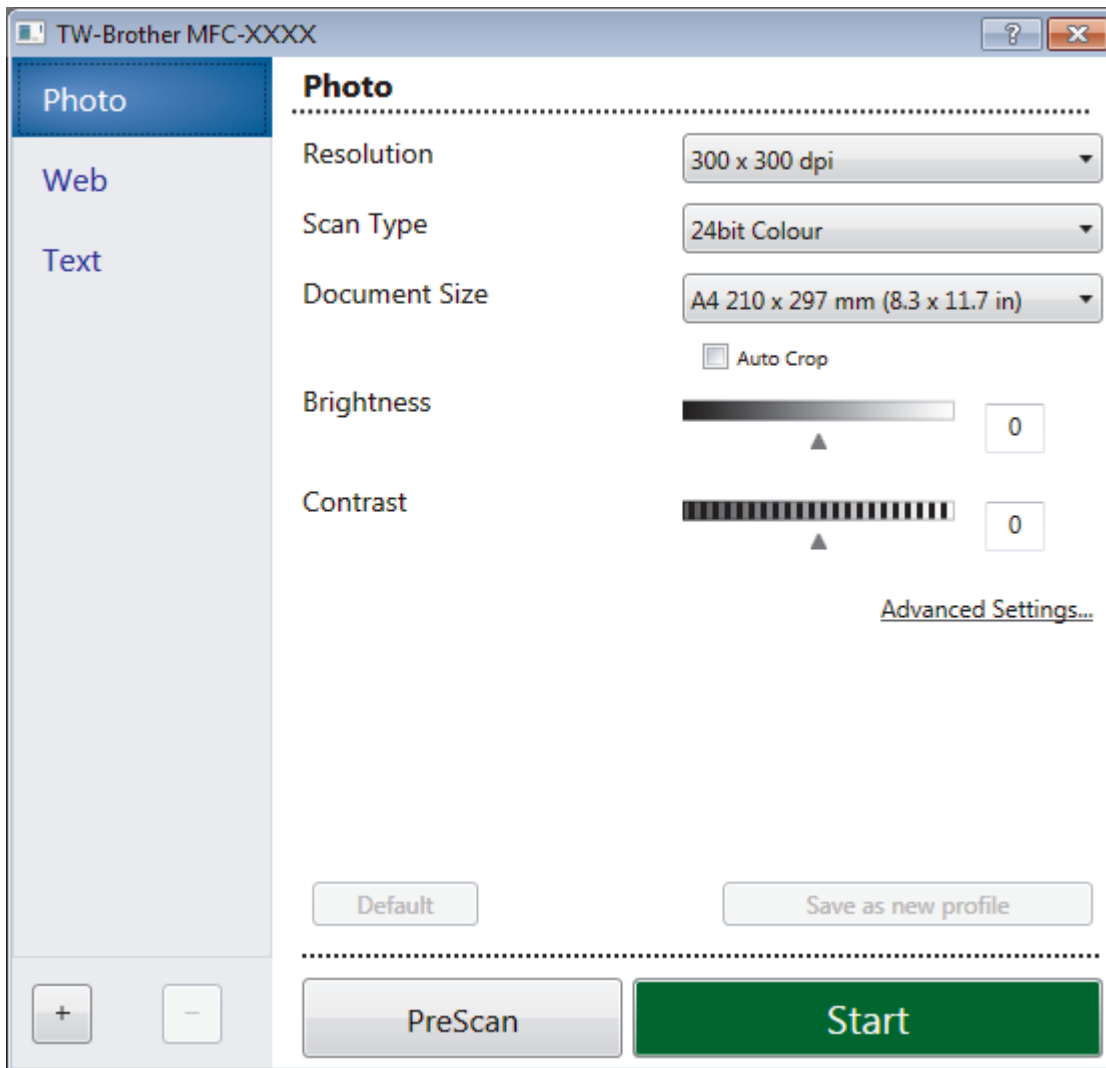 TW-Brother MFC-XXXX
?
Photo
Web
Text
Photo
Resolution
300 x 300 dpi
Scan Type
24bit Colour
Document Size
A4 210 x 297 mm (8.3 x 11.7 in)
Auto Crop
Brightness
0
Contrast
0
Advanced Settings...
Default
Save as new profile
+
−
PreScan
Start